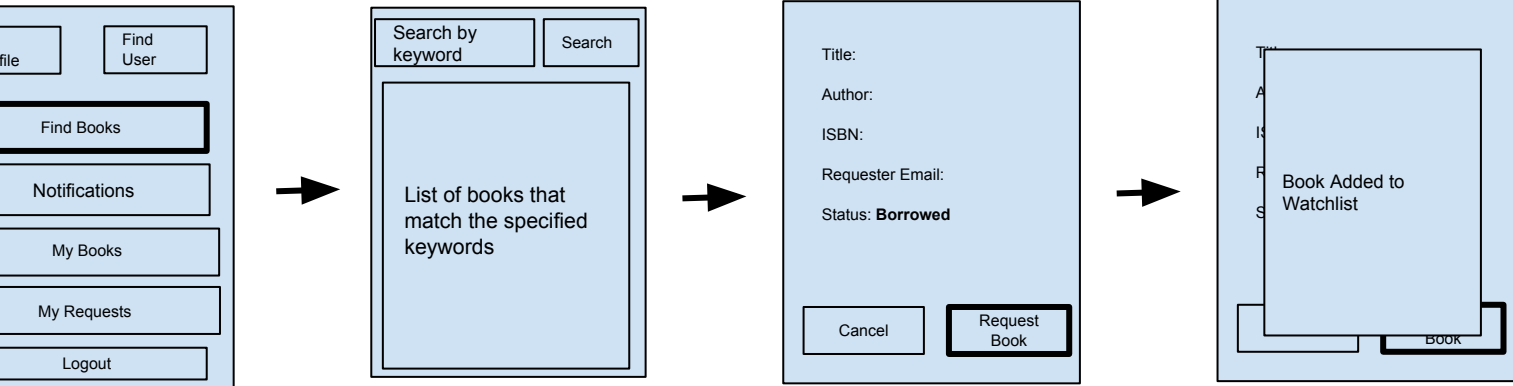 Find
User
file
Find Books
Notifications
My Books
My Requests
Logout
Search by
keyword
Search
List of books that
match the specified
keywords
Title:
Author:
ISBN:
Requester Email:
Status: Borrowed
Cancel
Request
Book
Book Added to
Watchlist
Book